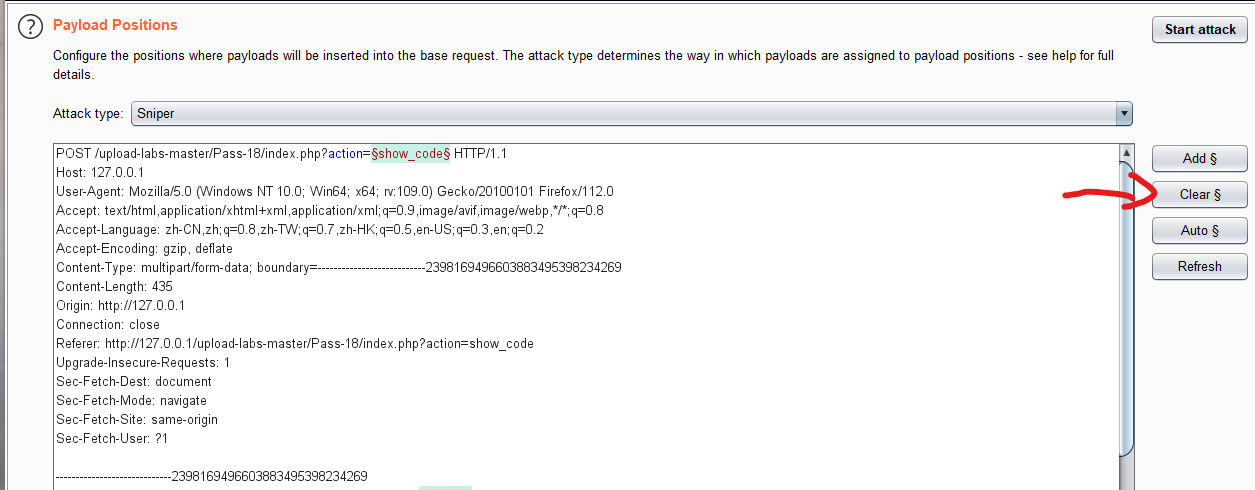 Payload Positions
Start attack
Configure the positions where payloads will be inserted into the base request. The attack type determines the way in which payloads are assigned to payload positions - see help for full
details.
Attack type: Sniper
POST /upload-labs-master/Pass-18/index.php?action=§show_code§ HTTP/1.1
Add §
Host: 127.0.0.1
User-Agent: Mozilla/5.0 (Windows NT 10.0; Win64; x64; rv:109.0) Gecko/20100101 Firefox/112.0
Clear §
Accept: text/html,application/xhtml+xml,application/xml;q=0.9,image/avif,image/webp,*/*;q=0.8
Accept-Language: zh-CN,zh;q=0.8,zh-TW;q=0.7,zh-HK;q=0.5,en-US;q=0.3,en;q=0.2
Auto §
Accept-Encoding: gzip, deflate
Content-Type: multipart/form-data; boundary=---------------------------2398169496603883495398234269
Refresh
Content-Length: 435
Origin: http://127.0.0.1
Connection: close
Referer: http://127.0.0.1/upload-labs-master/Pass-18/index.php?action=show_code
Upgrade-Insecure-Requests: 1
Sec-Fetch-Dest: document
Sec-Fetch-Mode: navigate
Sec-Fetch-Site: same-origin
Sec-Fetch-User: ?1
-----------------------------2398169496603883495398234269